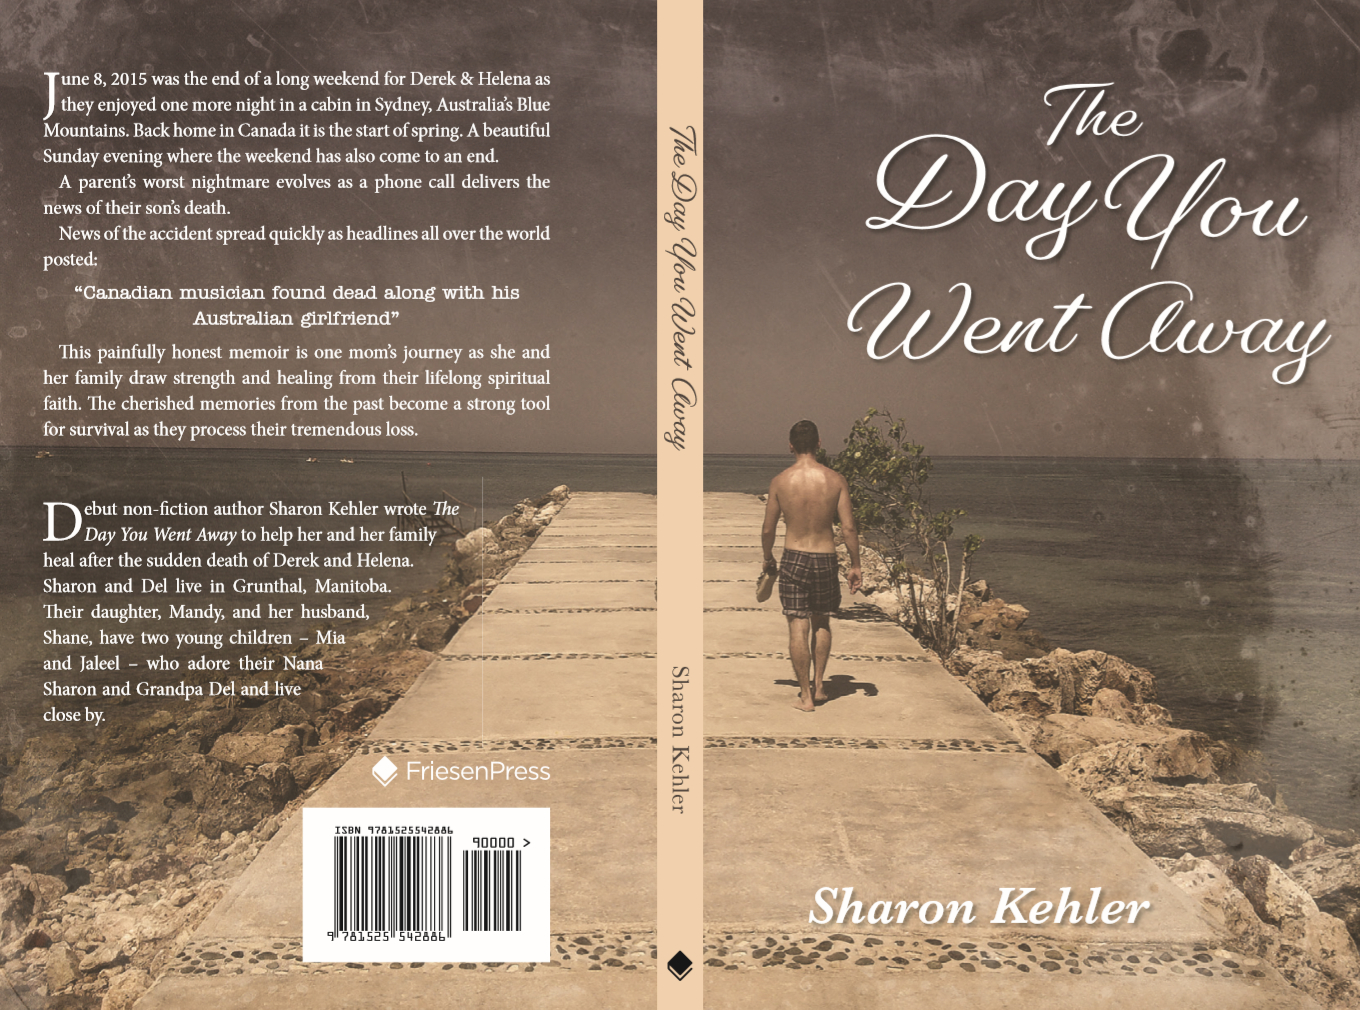 June 8, 2015 was the end of a long weekend for Derek & Helena as
they enjoyed one more night in a cabin in Sydney, Australia's Blue
Mountains. Back home in Canada it is the start of spring. A beautiful
Sunday evening where the weekend has also come to an end.
A parent's worst nightmare evolves as a phone call delivers the
news of their son's death.
News of the accident spread quickly as headlines all over the world
posted:
“Canadian musician found dead along with his
Australian girlfriend”
This painfully honest memoir is one mom's journey as she and
her family draw strength and healing from their lifelong spiritual
faith. The cherished memories from the past become a strong tool
for survival as they process their tremendous loss.
Debut non-fiction author Sharon Kehler wrote The
Day You Went Away to help her and her family
heal after the sudden death of Derek and Helena.
Sharon and Del live in Grunthal, Manitoba.
Their daughter, Mandy, and her husband,
Shane, have two young children – Mia
and Jaleel – who adore their Nana
Sharon and Grandpa Del and live
close by.
FriesenPress
ISBN 9781525542886
90000 >
9 781525 542886
The Day You Went Away
Sharon Kehler
The
Day You
Went Away
Sharon Kehler